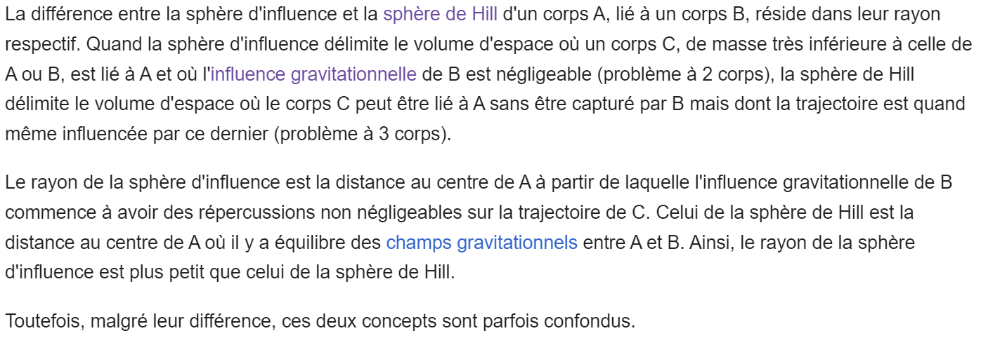 La différence entre la sphère d'influence et la sphère de Hill d'un corps A, lié à un corps B, réside dans leur rayon
respectif. Quand la sphère d'influence délimite le volume d'espace où un corps C, de masse très inférieure à celle de
A ou B, est lié à A et où l'influence gravitationnelle de B est négligeable (problème à 2 corps), la sphère de Hill
délimite le volume d'espace où le corps C peut être lié à A sans être capturé par B mais dont la trajectoire est quand
même influencée par ce dernier (problème à 3 corps).
Le rayon de la sphère d'influence est la distance au centre de A à partir de laquelle l'influence gravitationnelle de B
commence à avoir des répercussions non négligeables sur la trajectoire de C. Celui de la sphère de Hill est la
distance au centre de A où il y a équilibre des champs gravitationnels entre A et B. Ainsi, le rayon de la sphère
d'influence est plus petit que celui de la sphère de Hill.
Toutefois, malgré leur différence, ces deux concepts sont parfois confondus.